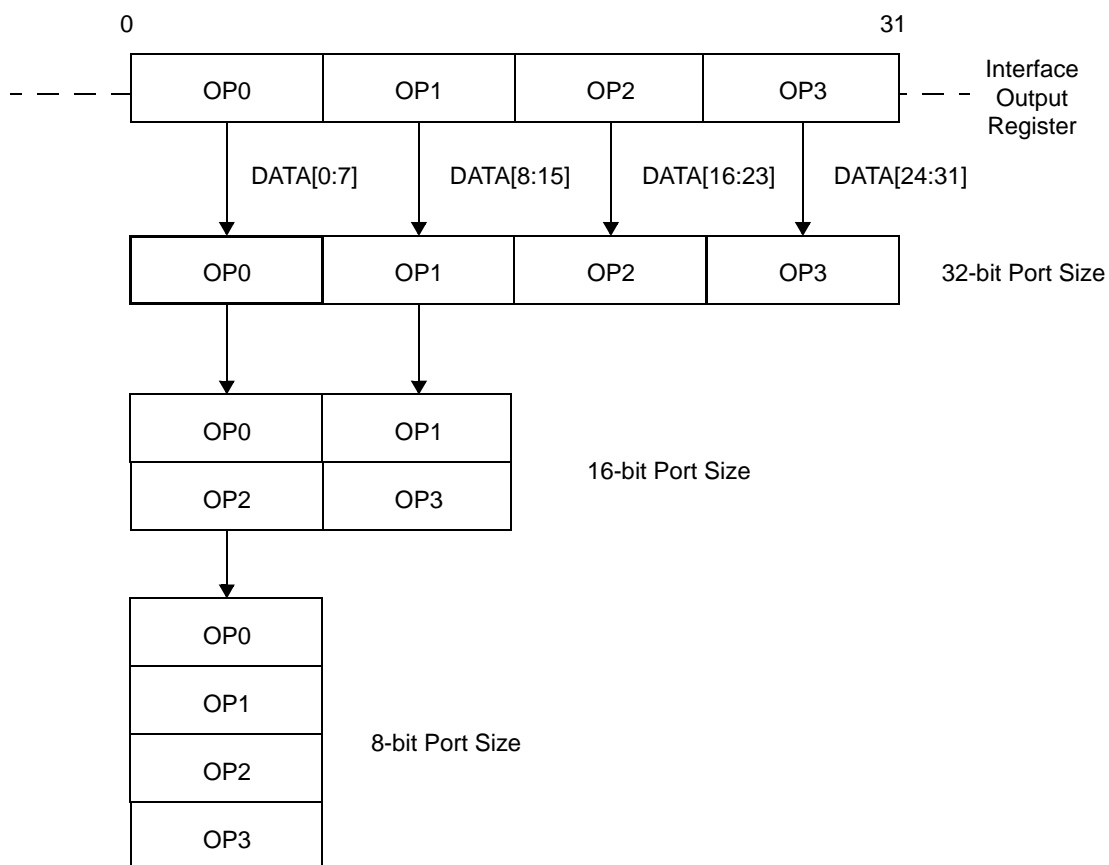 0 31
OP0 OP1 OP2 OP3
Interface
Output
Register
DATA[0:7] DATA[8:15] DATA[16:23] DATA[24:31]
OP0 OP1 OP2 OP3 32-bit Port Size
OP0 OP1
16-bit Port Size
OP2 OP3
OP0
OP1
8-bit Port Size
OP2
OP3